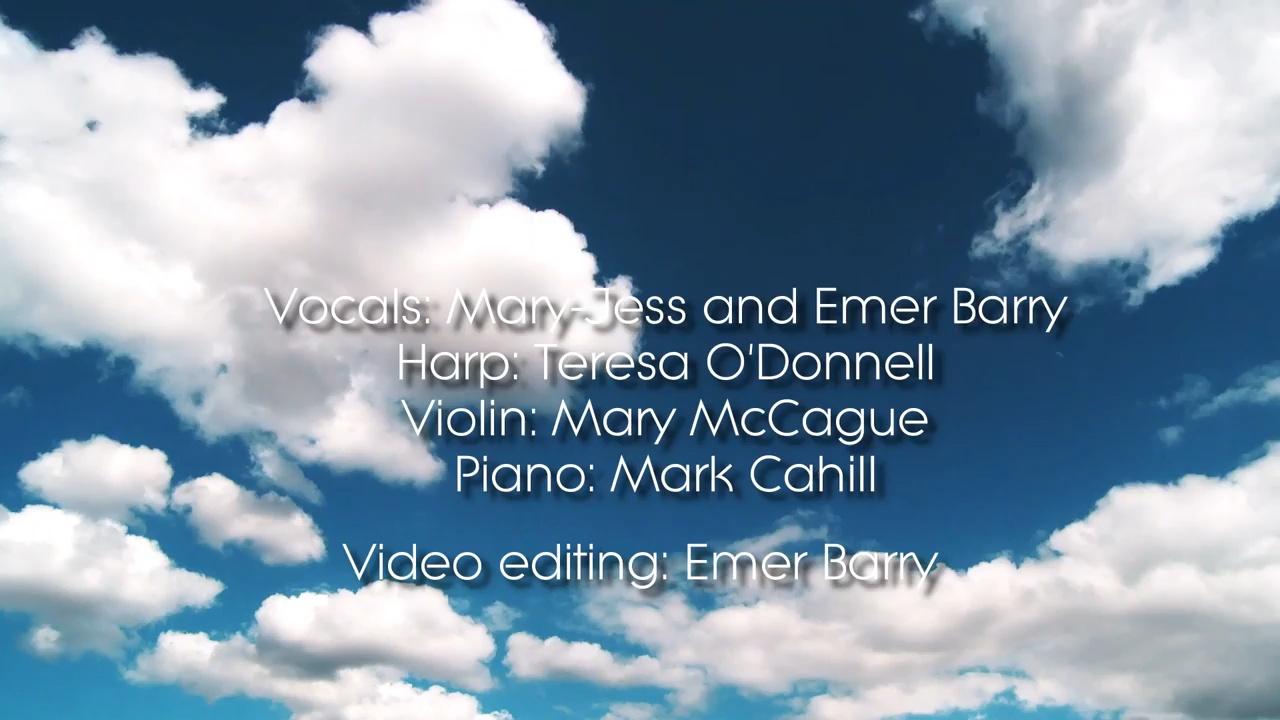 Vocals: Mary-Jess and Emer Barry
Harp: Teresa O'Donnell
Violin: Mary McCague
Piano: Mark Cahill
Video editing: Emer Barry